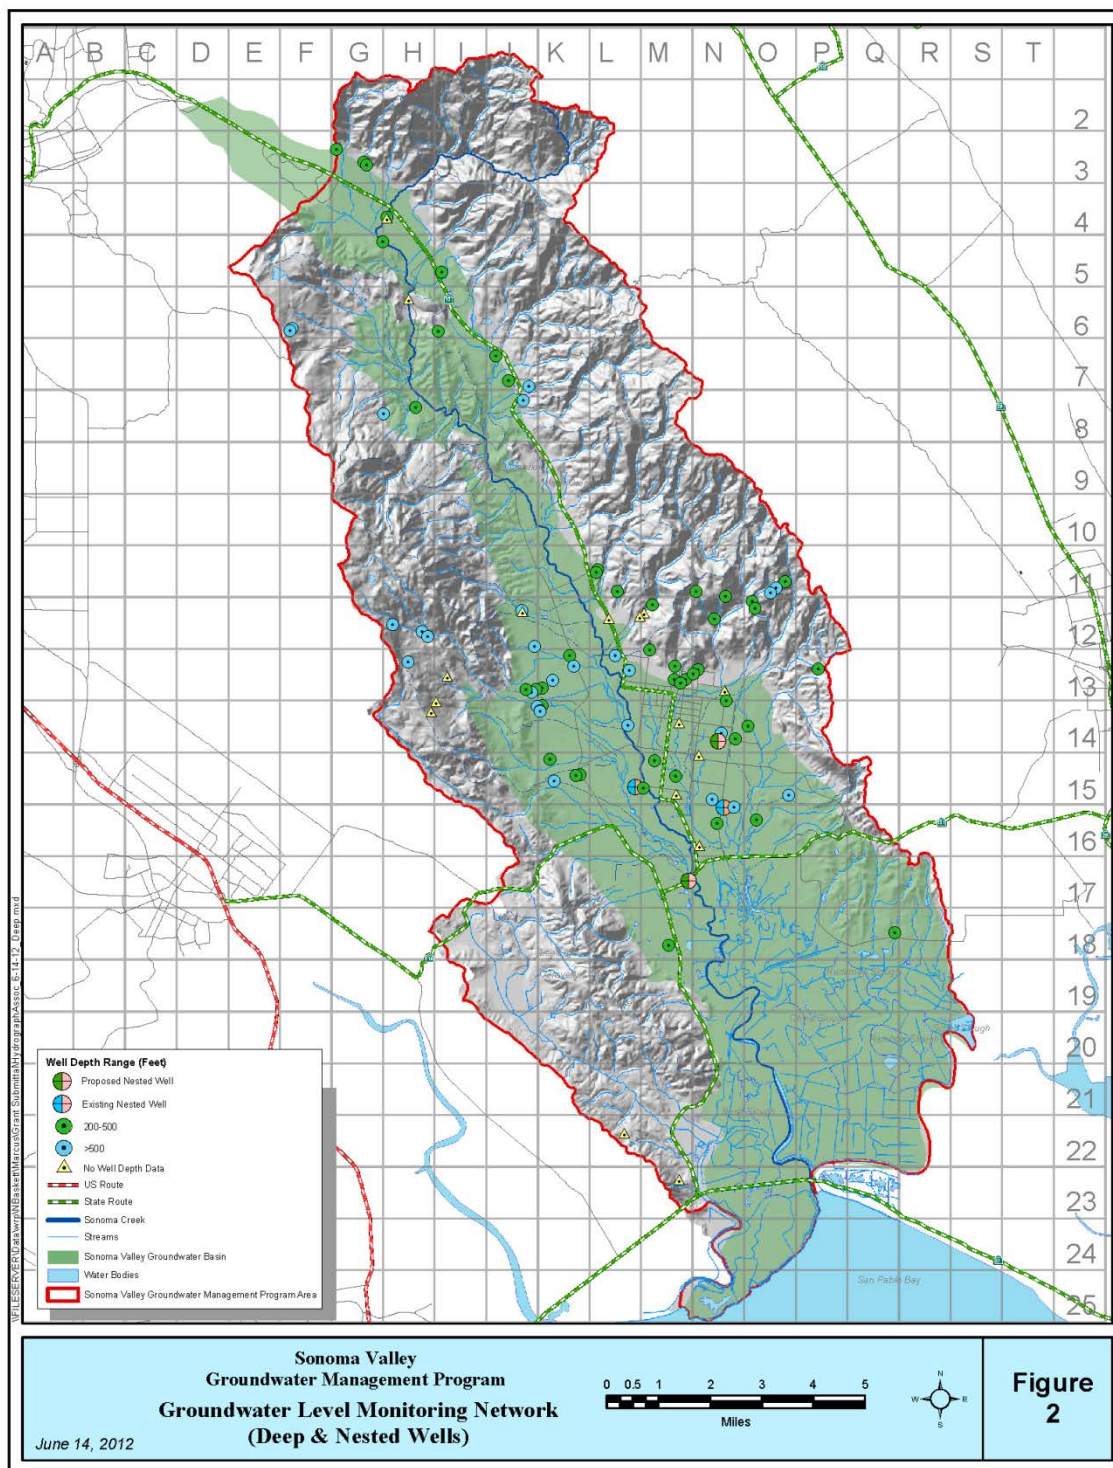 A B C D E F G H I J K L M N O P Q R S T
2
3
4
5
6
7
8
9
10
11
12
13
14
15
16
17
18
19
20
21
22
23
24
25
San Pablo Bay
Well Depth Range (Feet)
Proposed Nested Well
Existing Nested Well
200-500
>500
No Well Depth Data
US Route
State Route
Sonoma Creek
Streams
Sonoma Valley Groundwater Basin
Water Bodies
Sonoma Valley Groundwater Management Program Area
Sonoma Valley
Groundwater Management Program
Groundwater Level Monitoring Network
(Deep & Nested Wells)
June 14, 2012
0 0.5 1 2 3 4 5
Miles
N
W E
S
Figure
2